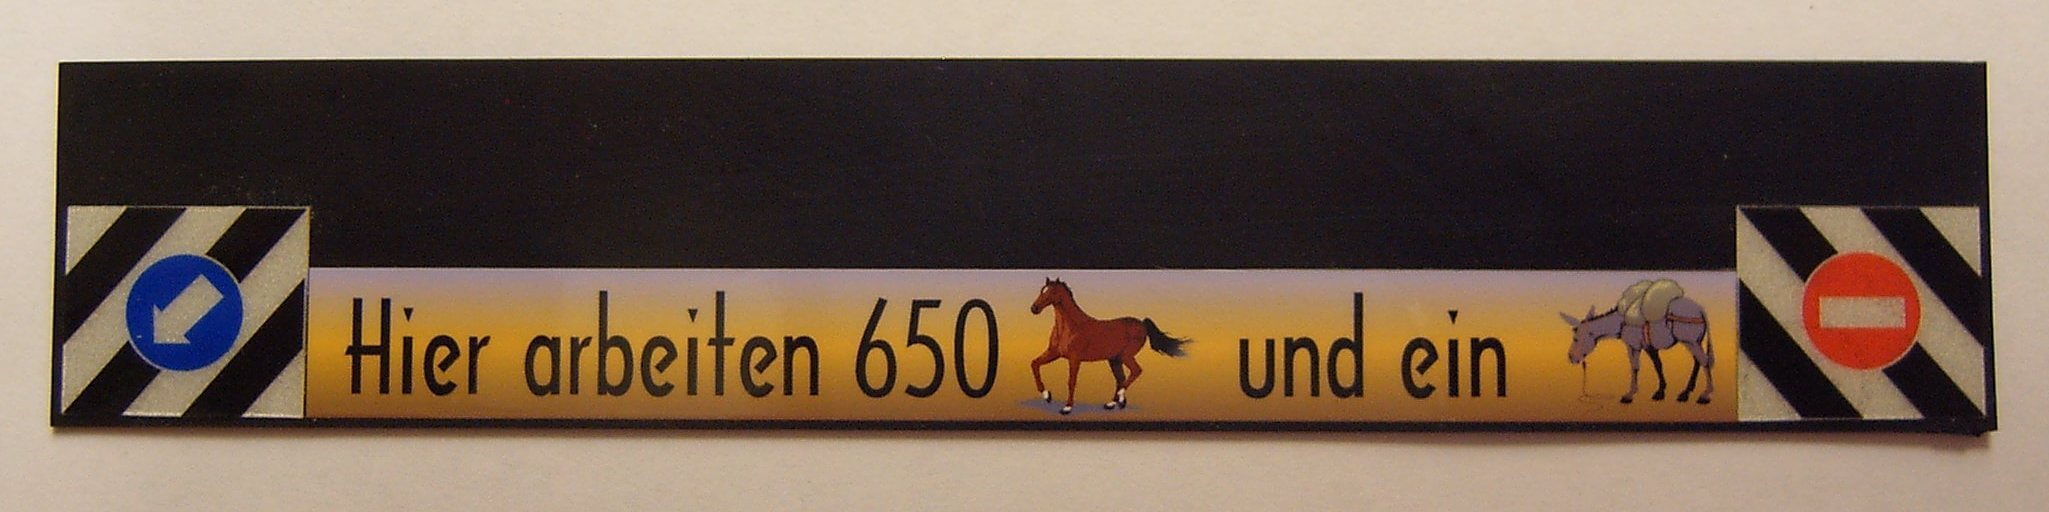 Hier arbeiten 650 und ein